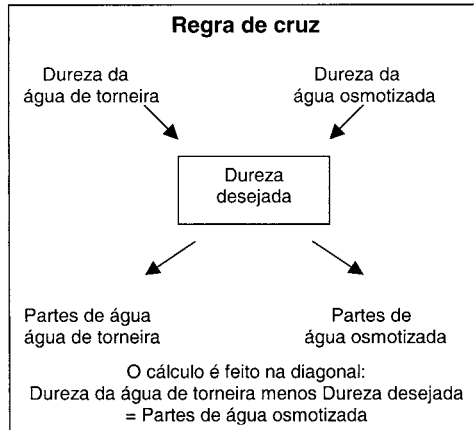 Regra de cruz
Dureza da
água de torneira
Dureza da
água osmotizada
Dureza
desejada
Partes de água
água de torneira
Partes de
água osmotizada
O cálculo é feito na diagonal:
Dureza da água de torneira menos Dureza desejada
= Partes de água osmotizada